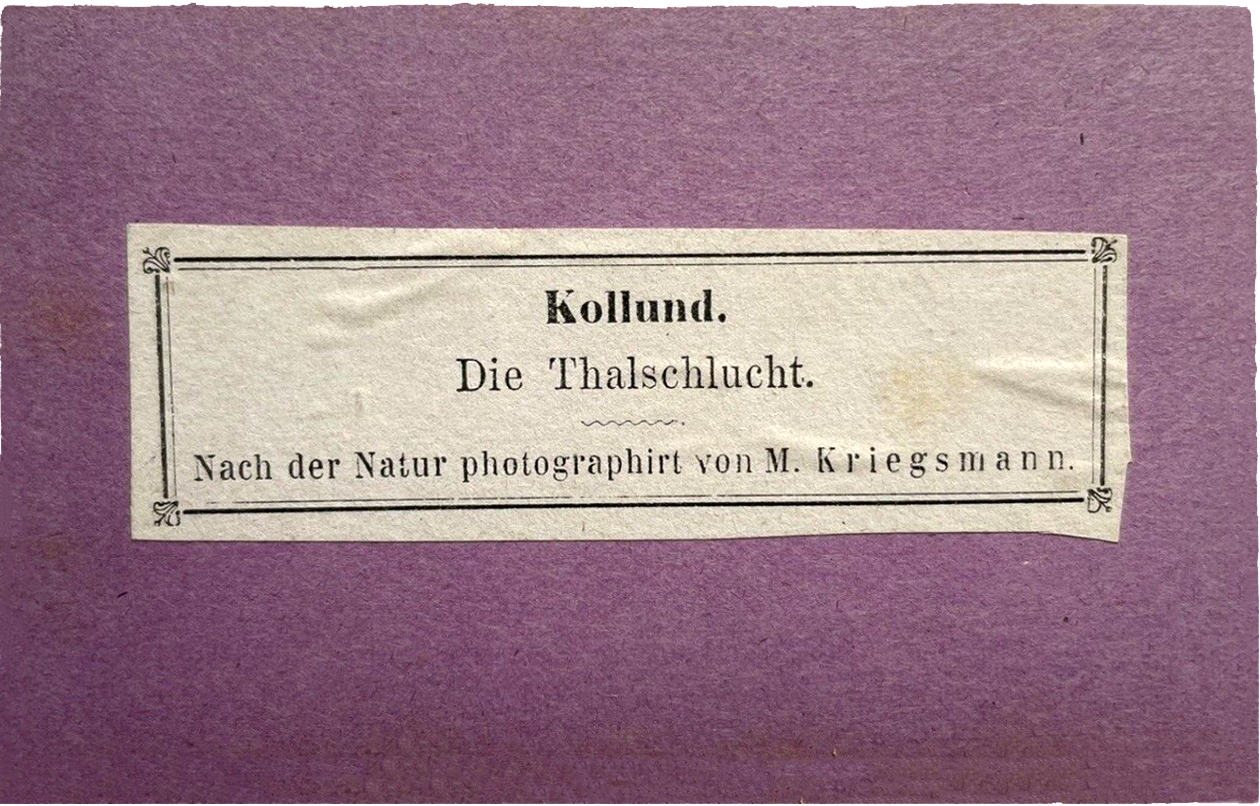 Kollund.
Die Thalschlucht.
Nach der Natur photographirt von M. Kriegsmann.